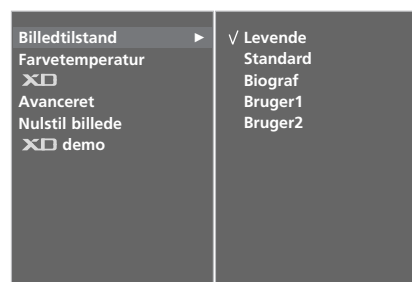 Billedtilstand ►
Farvetemperatur
XD
Avanceret
Nulstil billede
XD demo
√ Levende
Standard
Biograf
Bruger1
Bruger2